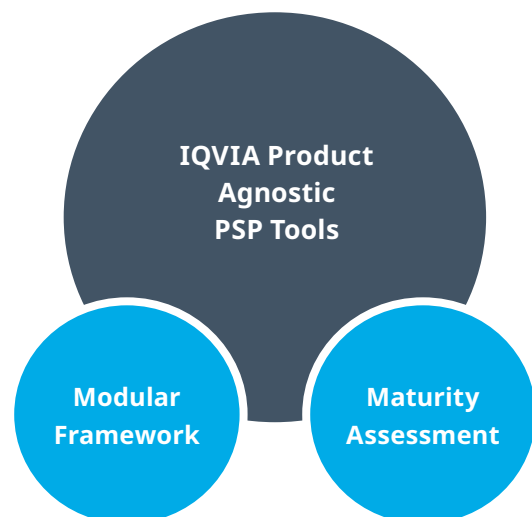 IQVIA Product
Agnostic
PSP Tools
Modular
Framework
Maturity
Assessment